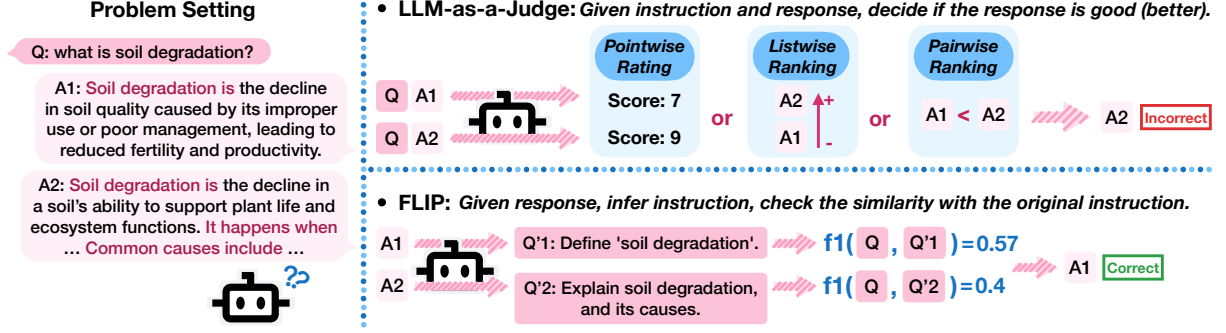 Problem Setting
Q: what is soil degradation?
A1: Soil degradation is the decline
in soil quality caused by its improper
use or poor management, leading to
reduced fertility and productivity.
A2: Soil degradation is the decline in
a soil's ability to support plant life and
ecosystem functions. It happens when
... Common causes include ...
??
• LLM-as-a-Judge: Given instruction and response, decide if the response is good (better).
Pointwise
Rating
Listwise
Ranking
Pairwise
Ranking
Q A1
Q A2
Score: 7
Score: 9
or
A2 +
A1 -
or
A1 < A2
A2 Incorrect
• FLIP: Given response, infer instruction, check the similarity with the original instruction.
A1
A2
Q'1: Define 'soil degradation'.
Q'2: Explain soil degradation,
and its causes.
f1( Q , Q'1 ) = 0.57
f1( Q , Q'2 ) = 0.4
A1 Correct